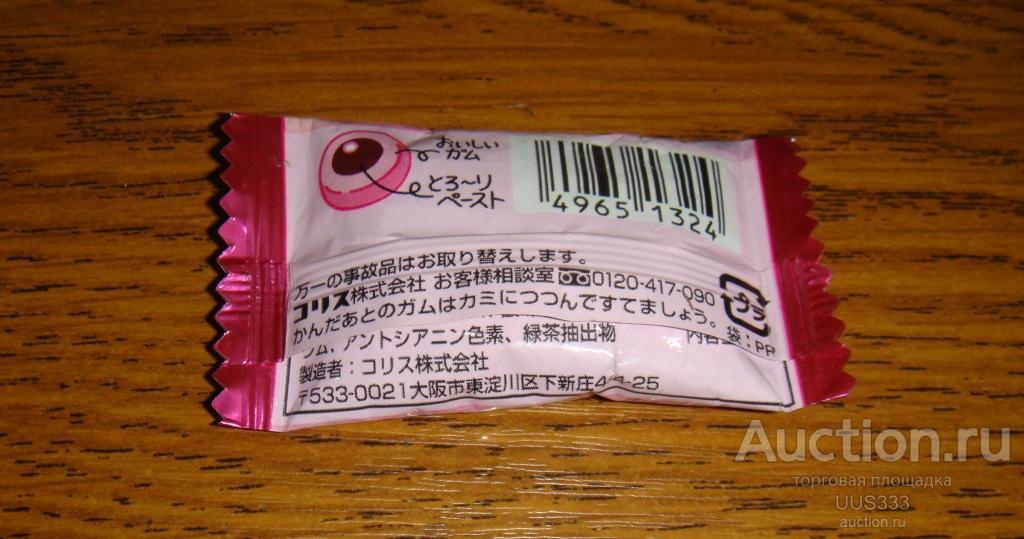 おいしい
ガム
とろ〜り
ペースト
4965 1324
万一の事故品はお取り替えします。
コリス株式会社 お客様相談室 0120-417-090
かんだあとのガムはカミにつつんですてましょう。
プラ
袋:PP
アントシアニン色素、緑茶抽出物
製造者:コリス株式会社
〒533-0021大阪市東淀川区下新庄4-1-25
Auction.ru
торговая площадка
UUS333
auction.ru